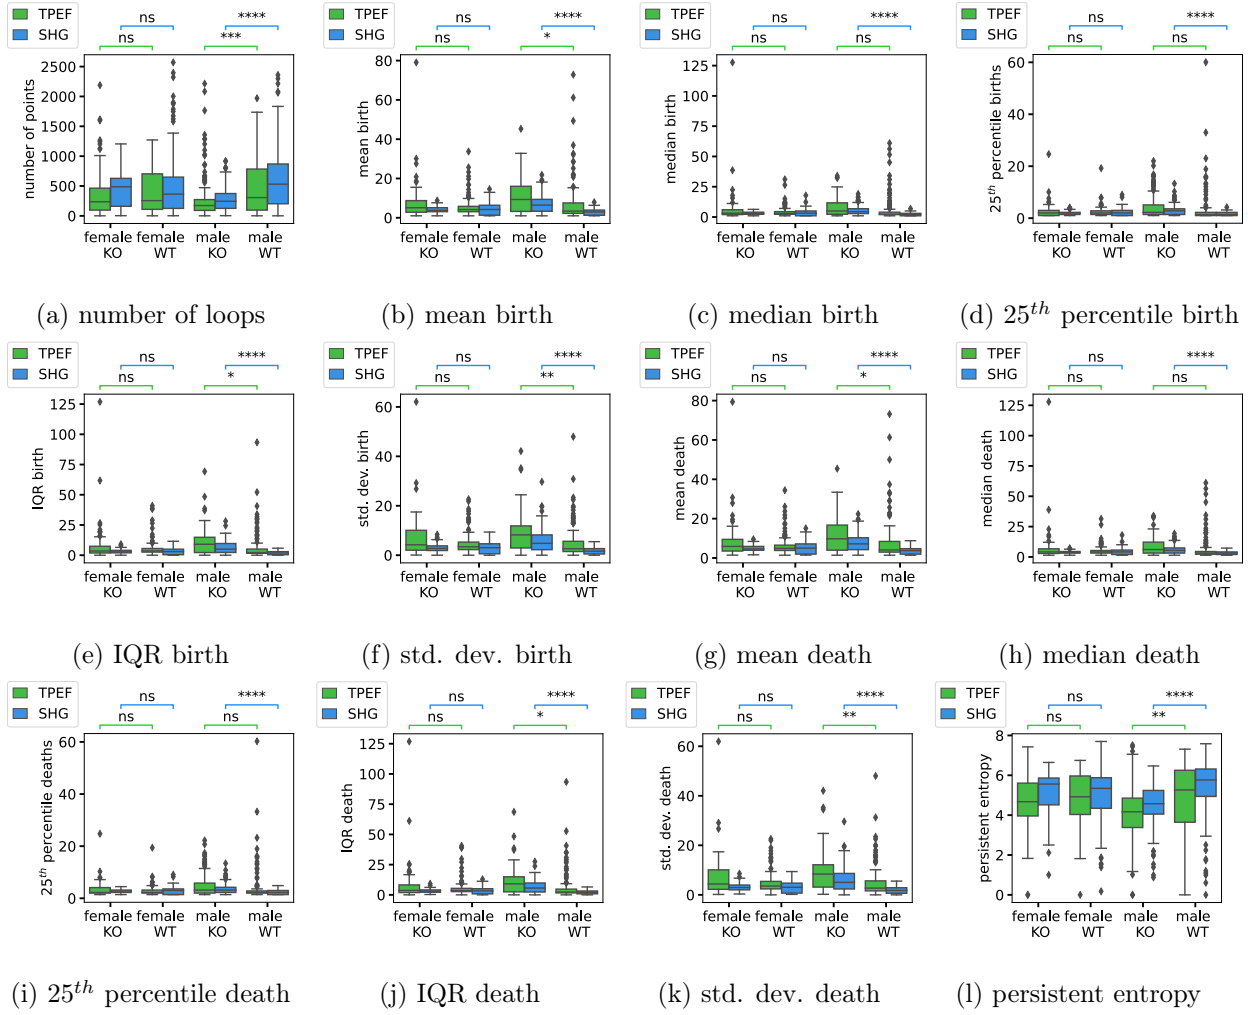 TPEF
SHG
ns
****
ns
***
number of points
2500
2000
1500
1000
500
0
female
KO
female
WT
male
KO
male
WT
(a) number of loops
TPEF
SHG
ns
****
ns
*
mean birth
80
60
40
20
0
female
KO
female
WT
male
KO
male
WT
(b) mean birth
TPEF
SHG
ns
****
ns
ns
median birth
125
100
75
50
25
0
female
KO
female
WT
male
KO
male
WT
(c) median birth
TPEF
SHG
ns
****
ns
ns
25th percentile births
60
40
20
0
female
KO
female
WT
male
KO
male
WT
(d) 25th percentile birth
TPEF
SHG
ns
****
ns
*
IQR birth
125
100
75
50
25
0
female
KO
female
WT
male
KO
male
WT
(e) IQR birth
TPEF
SHG
ns
****
ns
**
std. dev. birth
60
40
20
0
female
KO
female
WT
male
KO
male
WT
(f) std. dev. birth
TPEF
SHG
ns
****
ns
*
mean death
80
60
40
20
0
female
KO
female
WT
male
KO
male
WT
(g) mean death
TPEF
SHG
ns
****
ns
ns
median death
125
100
75
50
25
0
female
KO
female
WT
male
KO
male
WT
(h) median death
TPEF
SHG
ns
****
ns
ns
25th percentile deaths
60
40
20
0
female
KO
female
WT
male
KO
male
WT
(i) 25th percentile death
TPEF
SHG
ns
****
ns
*
IQR death
125
100
75
50
25
0
female
KO
female
WT
male
KO
male
WT
(j) IQR death
TPEF
SHG
ns
****
ns
**
std. dev. death
60
40
20
0
female
KO
female
WT
male
KO
male
WT
(k) std. dev. death
TPEF
SHG
ns
****
ns
**
persistent entropy
8
6
4
2
0
female
KO
female
WT
male
KO
male
WT
(l) persistent entropy